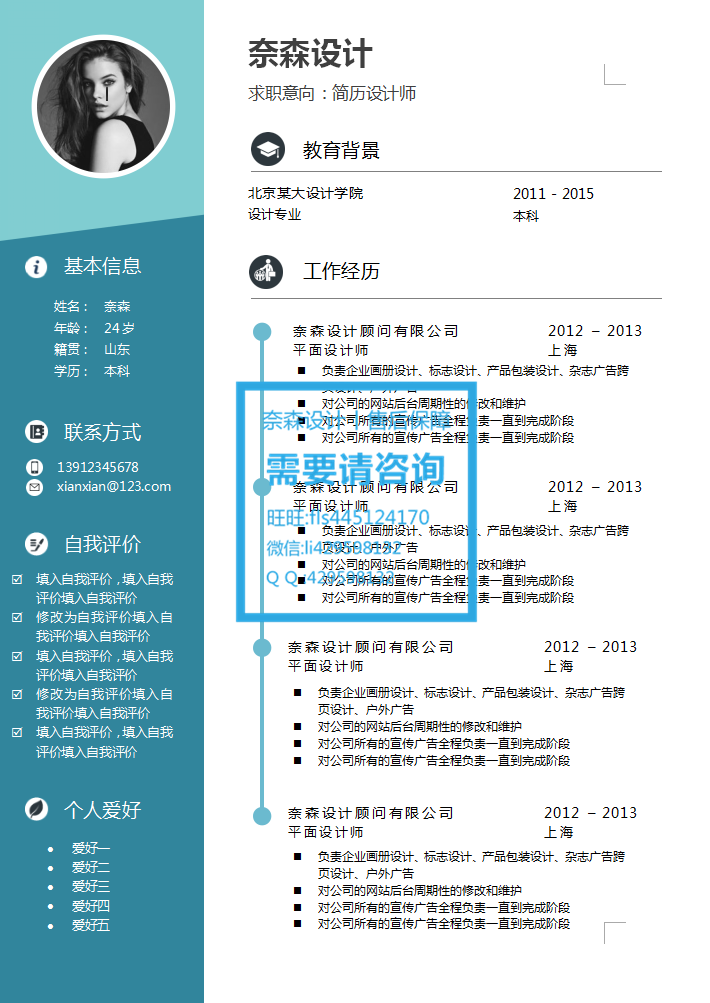 奈森设计
求职意向：简历设计师
教育背景
北京某大设计学院 2011 - 2015
设计专业 本科
工作经历
奈森设计顾问有限公司 2012 – 2013
平面设计师 上海
■ 负责企业画册设计、标志设计、产品包装设计、杂志广告跨
页设计、户外广告
■ 对公司的网站后台周期性的修改和维护
■ 对公司所有的宣传广告全程负责一直到完成阶段
■ 对公司所有的宣传广告全程负责一直到完成阶段
奈森设计顾问有限公司 2012 – 2013
平面设计师 上海
■ 负责企业画册设计、标志设计、产品包装设计、杂志广告跨
页设计、户外广告
■ 对公司的网站后台周期性的修改和维护
■ 对公司所有的宣传广告全程负责一直到完成阶段
■ 对公司所有的宣传广告全程负责一直到完成阶段
奈森设计顾问有限公司 2012 – 2013
平面设计师 上海
■ 负责企业画册设计、标志设计、产品包装设计、杂志广告跨
页设计、户外广告
■ 对公司的网站后台周期性的修改和维护
■ 对公司所有的宣传广告全程负责一直到完成阶段
■ 对公司所有的宣传广告全程负责一直到完成阶段
奈森设计顾问有限公司 2012 – 2013
平面设计师 上海
■ 负责企业画册设计、标志设计、产品包装设计、杂志广告跨
页设计、户外广告
■ 对公司的网站后台周期性的修改和维护
■ 对公司所有的宣传广告全程负责一直到完成阶段
■ 对公司所有的宣传广告全程负责一直到完成阶段
奈森设计 售后保障
需要请咨询
旺旺:fls445124170
微信:
Q Q:
基本信息
姓名： 奈森
年龄： 24 岁
籍贯： 山东
学历： 本科
联系方式
13912345678
xianxian@123.com
自我评价
☑ 填入自我评价，填入自我
评价填入自我评价
☑ 修改为自我评价填入自
我评价填入自我评价
☑ 填入自我评价，填入自我
评价填入自我评价
☑ 修改为自我评价填入自
我评价填入自我评价
☑ 填入自我评价，填入自我
评价填入自我评价
个人爱好
● 爱好一
● 爱好二
● 爱好三
● 爱好四
● 爱好五